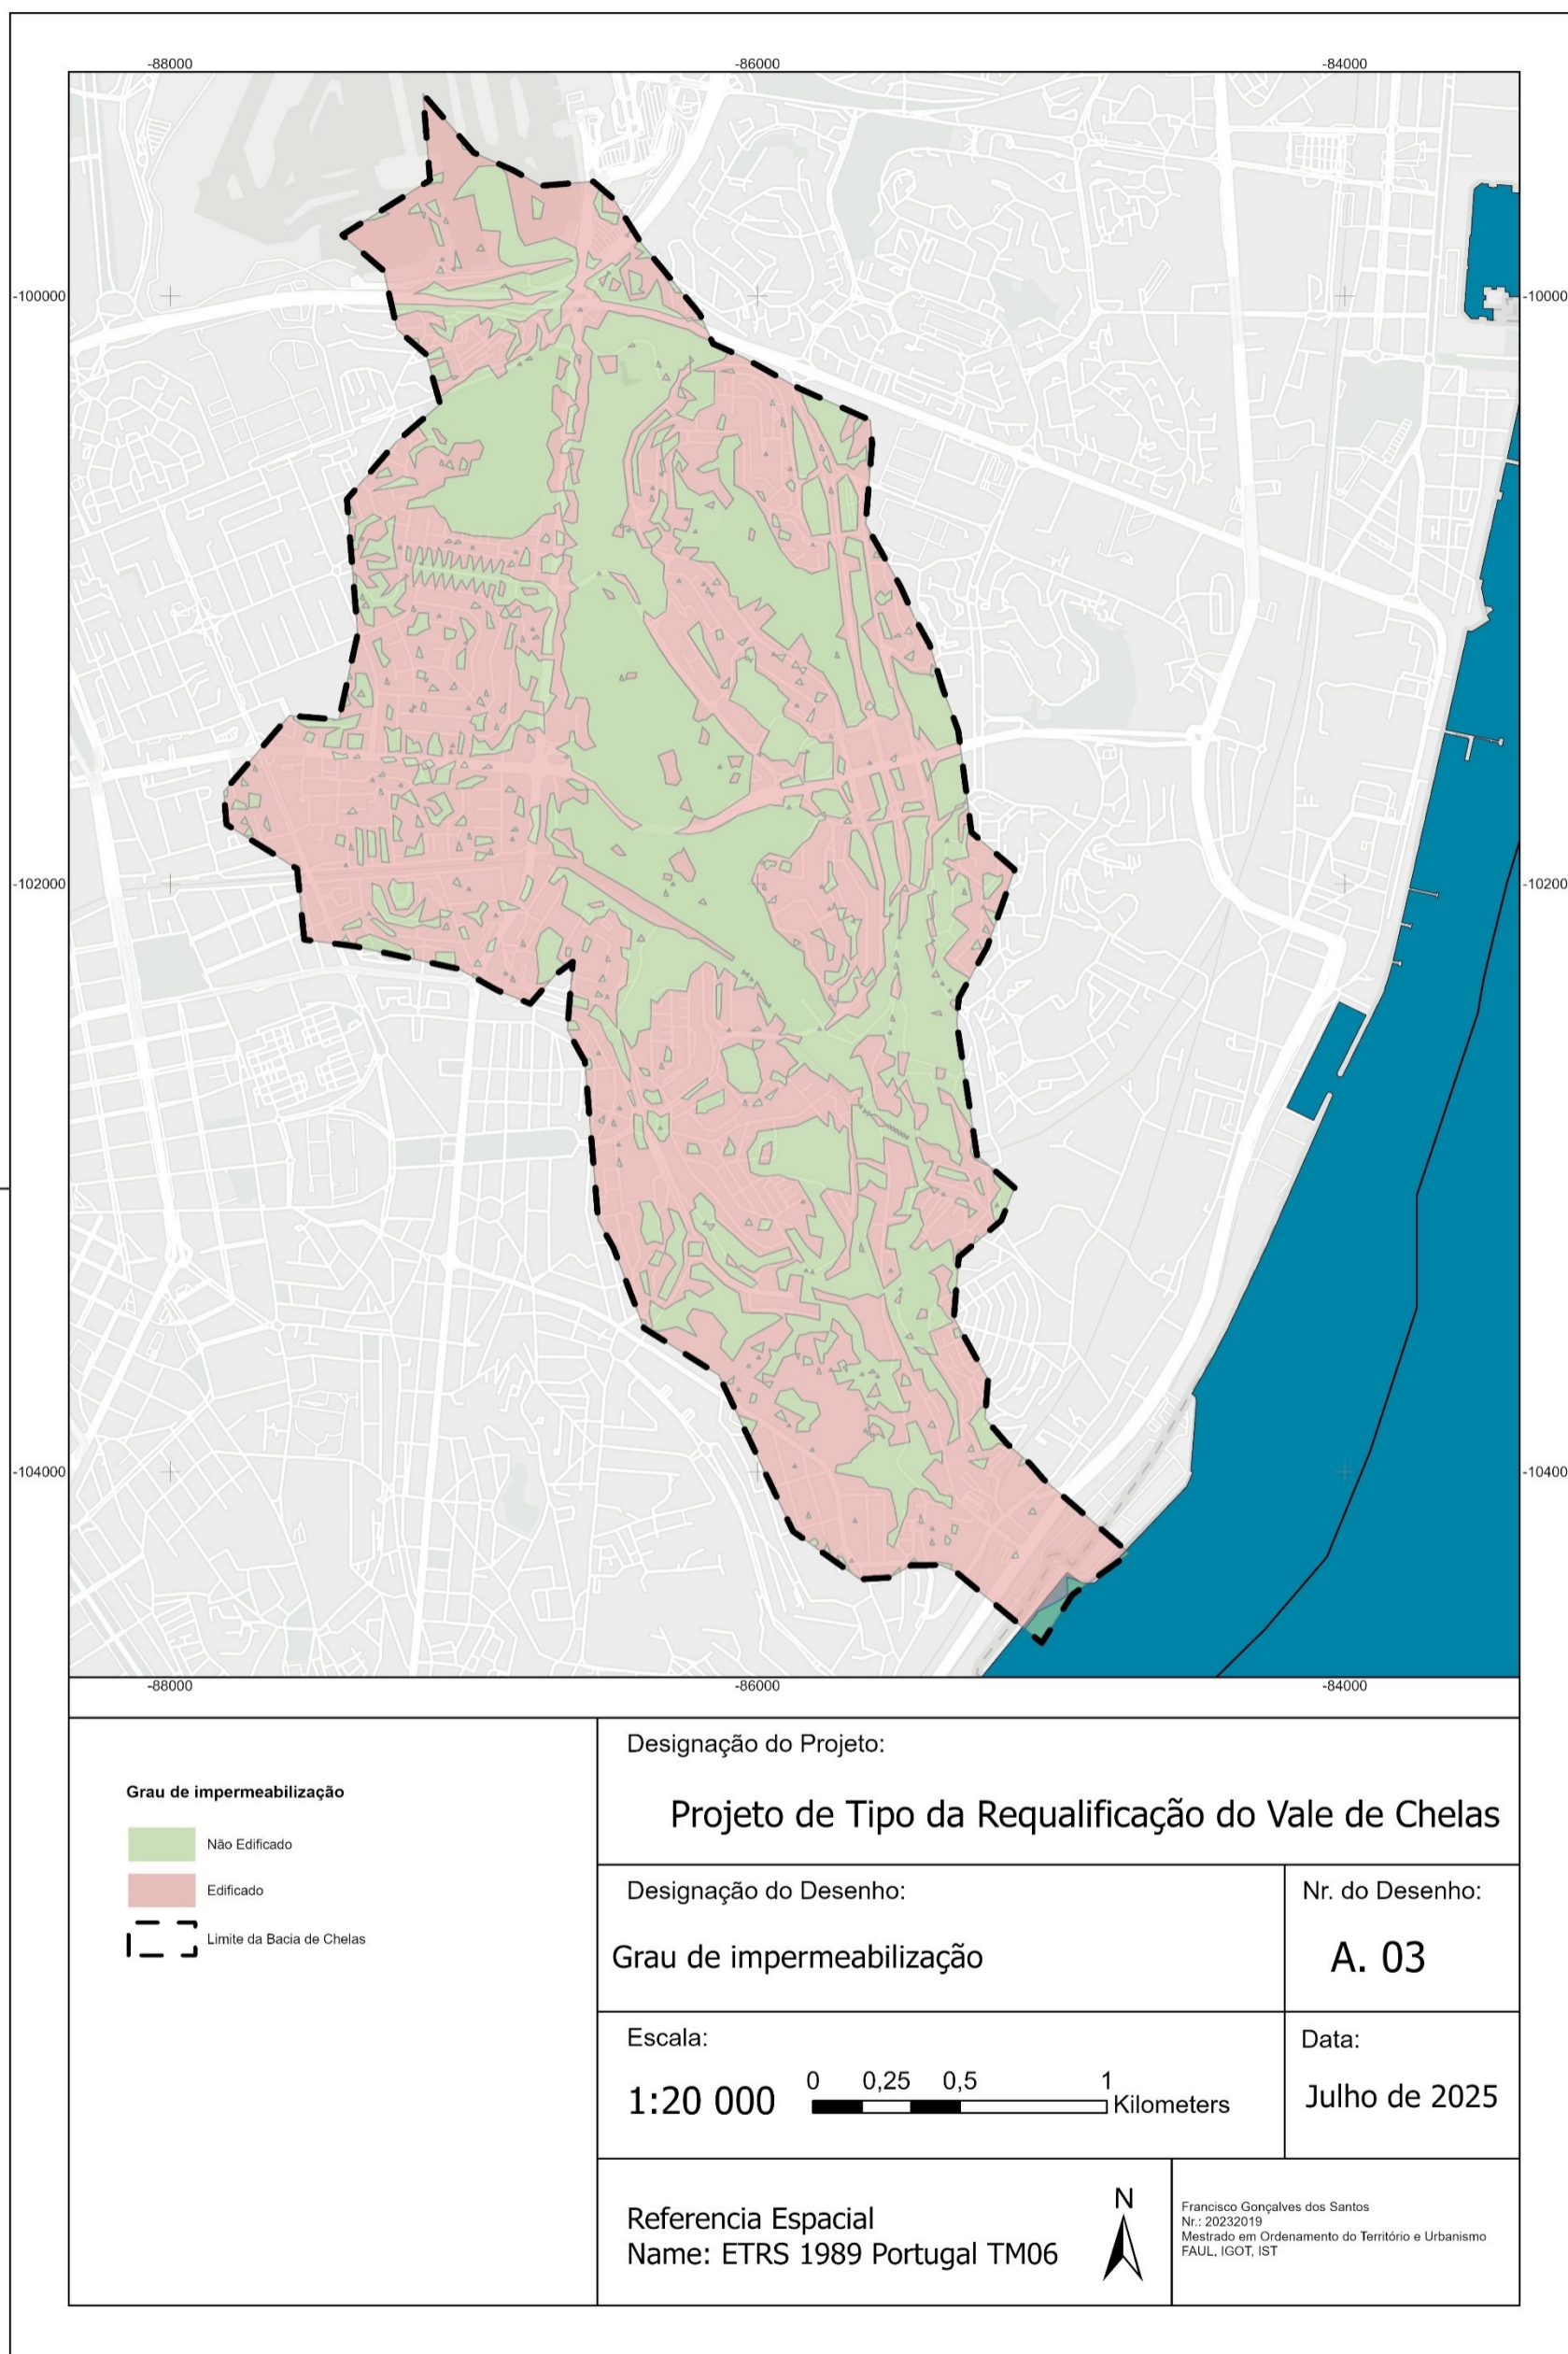 -88000
-86000
-84000
-100000
-10000
-102000
-10200
-104000
-10400
-88000
-86000
-84000
Grau de impermeabilização
Não Edificado
Edificado
Limite da Bacia de Chelas
Designação do Projeto:
Projeto de Tipo da Requalificação do Vale de Chelas
Designação do Desenho:
Grau de impermeabilização
Nr. do Desenho:
A. 03
Escala:
1:20 000
0 0,25 0,5 1
Kilometers
Data:
Julho de 2025
Referencia Espacial
Name: ETRS 1989 Portugal TM06
N
Francisco Gonçalves dos Santos
Nr.: 20232019
Mestrado em Ordenamento do Território e Urbanismo
FAUL, IGOT, IST